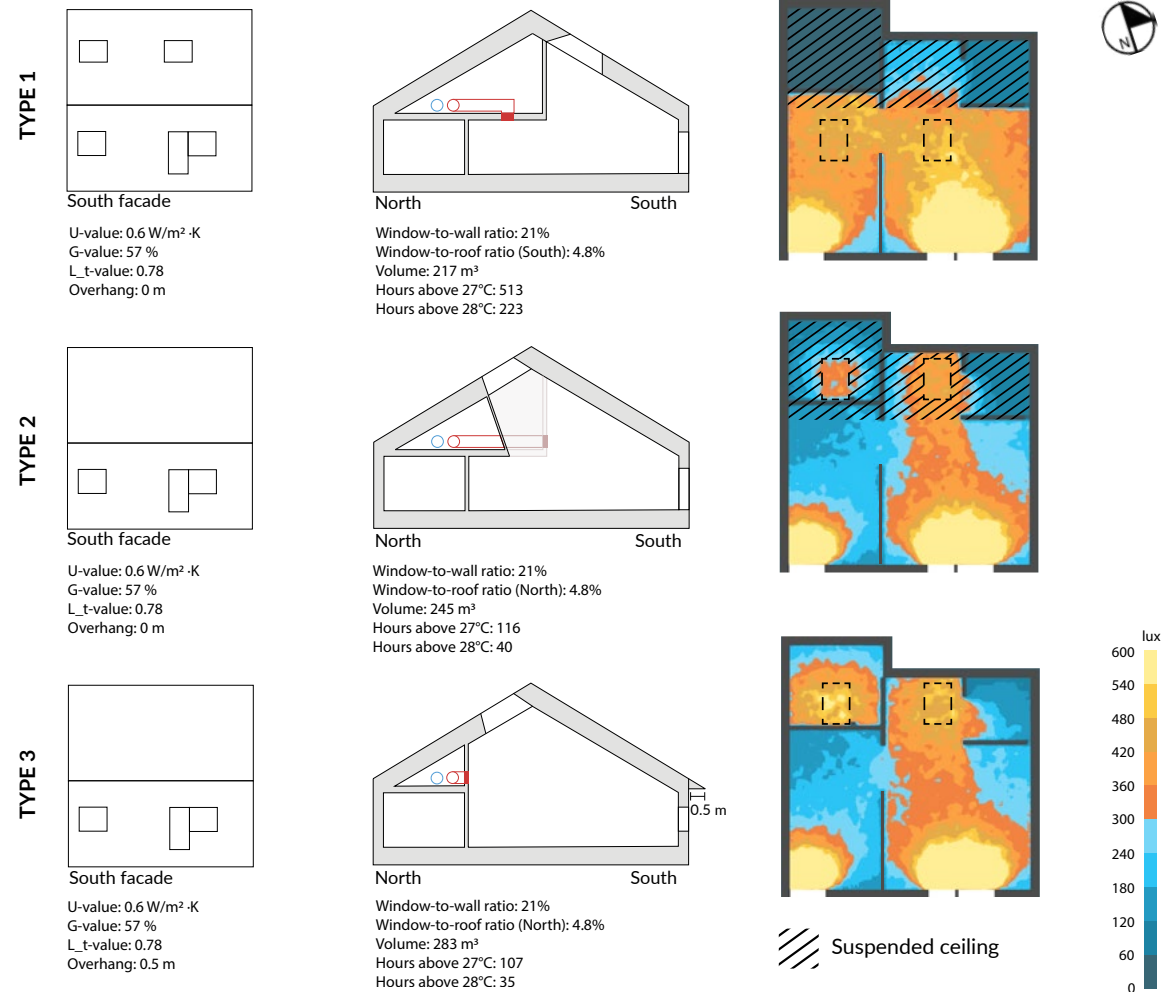 TYPE 1
South facade
U-value: 0.6 W/m² ·K
G-value: 57 %
L_t-value: 0.78
Overhang: 0 m
North
South
Window-to-wall ratio: 21%
Window-to-roof ratio (South): 4.8%
Volume: 217 m³
Hours above 27°C: 513
Hours above 28°C: 223
N
TYPE 2
South facade
U-value: 0.6 W/m² ·K
G-value: 57 %
L_t-value: 0.78
Overhang: 0 m
North
South
Window-to-wall ratio: 21%
Window-to-roof ratio (North): 4.8%
Volume: 245 m³
Hours above 27°C: 116
Hours above 28°C: 40
TYPE 3
South facade
U-value: 0.6 W/m² ·K
G-value: 57 %
L_t-value: 0.78
Overhang: 0.5 m
0.5 m
North
South
Window-to-wall ratio: 21%
Window-to-roof ratio (North): 4.8%
Volume: 283 m³
Hours above 27°C: 107
Hours above 28°C: 35
Suspended ceiling
lux
600
540
480
420
360
300
240
180
120
60
0